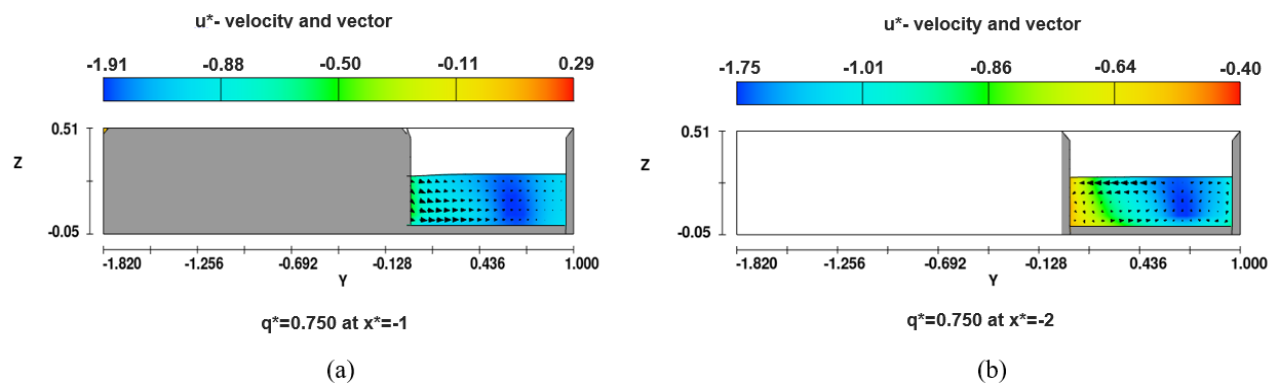 u*- velocity and vector
-1.91 -0.88 -0.50 -0.11 0.29
0.51
Z
-0.05
-1.820 -1.256 -0.692 -0.128 0.436 1.000
Y
q*=0.750 at x*=-1
(a)
u*- velocity and vector
-1.75 -1.01 -0.86 -0.64 -0.40
0.51
Z
-0.05
-1.820 -1.256 -0.692 -0.128 0.436 1.000
Y
q*=0.750 at x*=-2
(b)